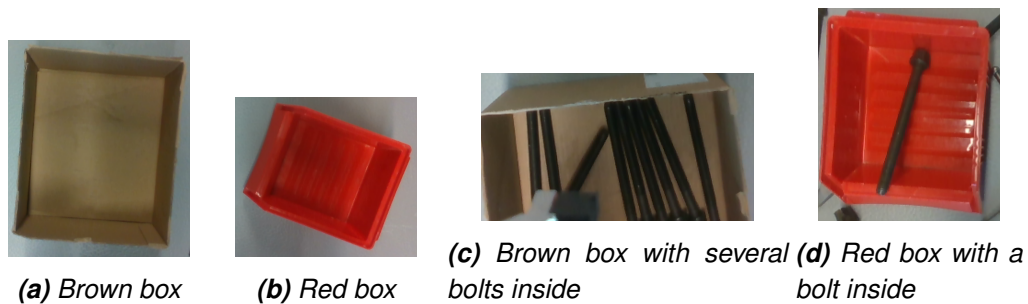 (a) Brown box
(b) Red box
(c) Brown box with several
bolts inside
(d) Red box with a
bolt inside